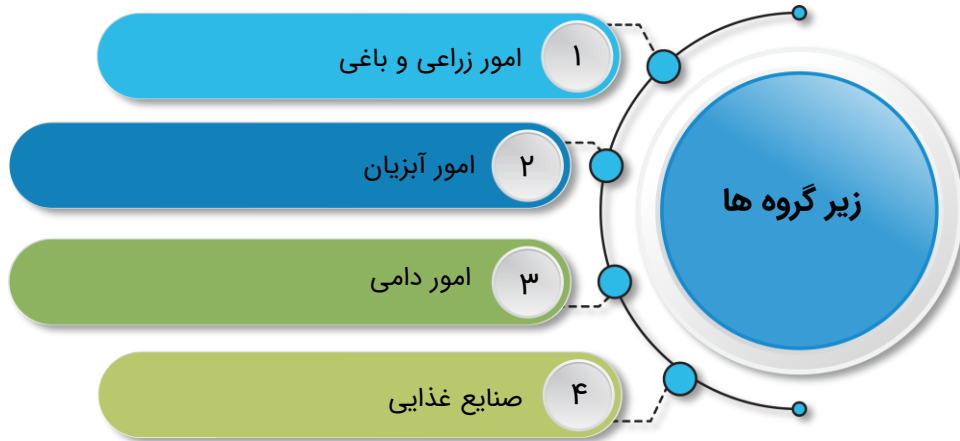 زیر گروه ها
۱ امور زراعی و باغی
۲ امور آبزیان
۳ امور دامی
۴ صنایع غذایی